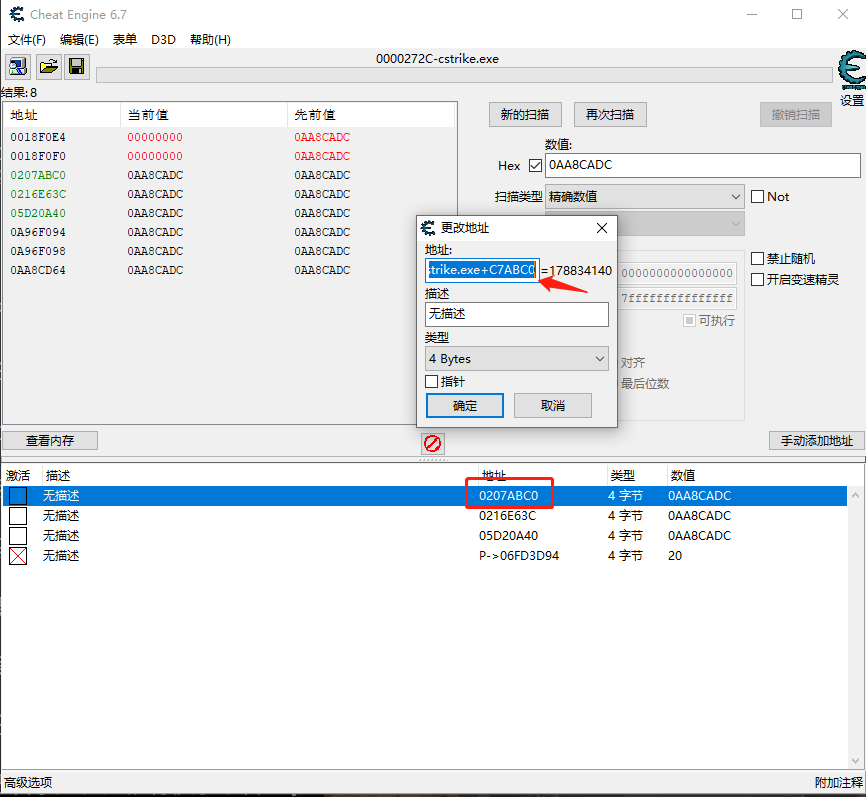 Cheat Engine 6.7
文件(F) 编辑(E) 表单 D3D 帮助(H)
0000272C-cstrike.exe
设置
结果: 8
地址 当前值 先前值
0018F0E4 00000000 0AA8CADC
0018F0F0 00000000 0AA8CADC
0207ABC0 0AA8CADC 0AA8CADC
0216E63C 0AA8CADC 0AA8CADC
05D20A40 0AA8CADC 0AA8CADC
0A96F094 0AA8CADC 0AA8CADC
0A96F098 0AA8CADC 0AA8CADC
0AA8CD64 0AA8CADC 0AA8CADC
新的扫描 再次扫描 撤销扫描
数值:
Hex 0AA8CADC
扫描类型 精确数值 Not
0000000000000000
7fffffffffffffff
可执行
对齐
最后位数
禁止随机
开启变速精灵
更改地址
地址:
strike.exe+C7ABC0 =178834140
描述
无描述
类型
4 Bytes
指针
确定 取消
查看内存 手动添加地址
激活 描述 地址 类型 数值
无描述 0207ABC0 4 字节 0AA8CADC
无描述 0216E63C 4 字节 0AA8CADC
无描述 05D20A40 4 字节 0AA8CADC
无描述 P->06FD3D94 4 字节 20
高级选项 附加注释